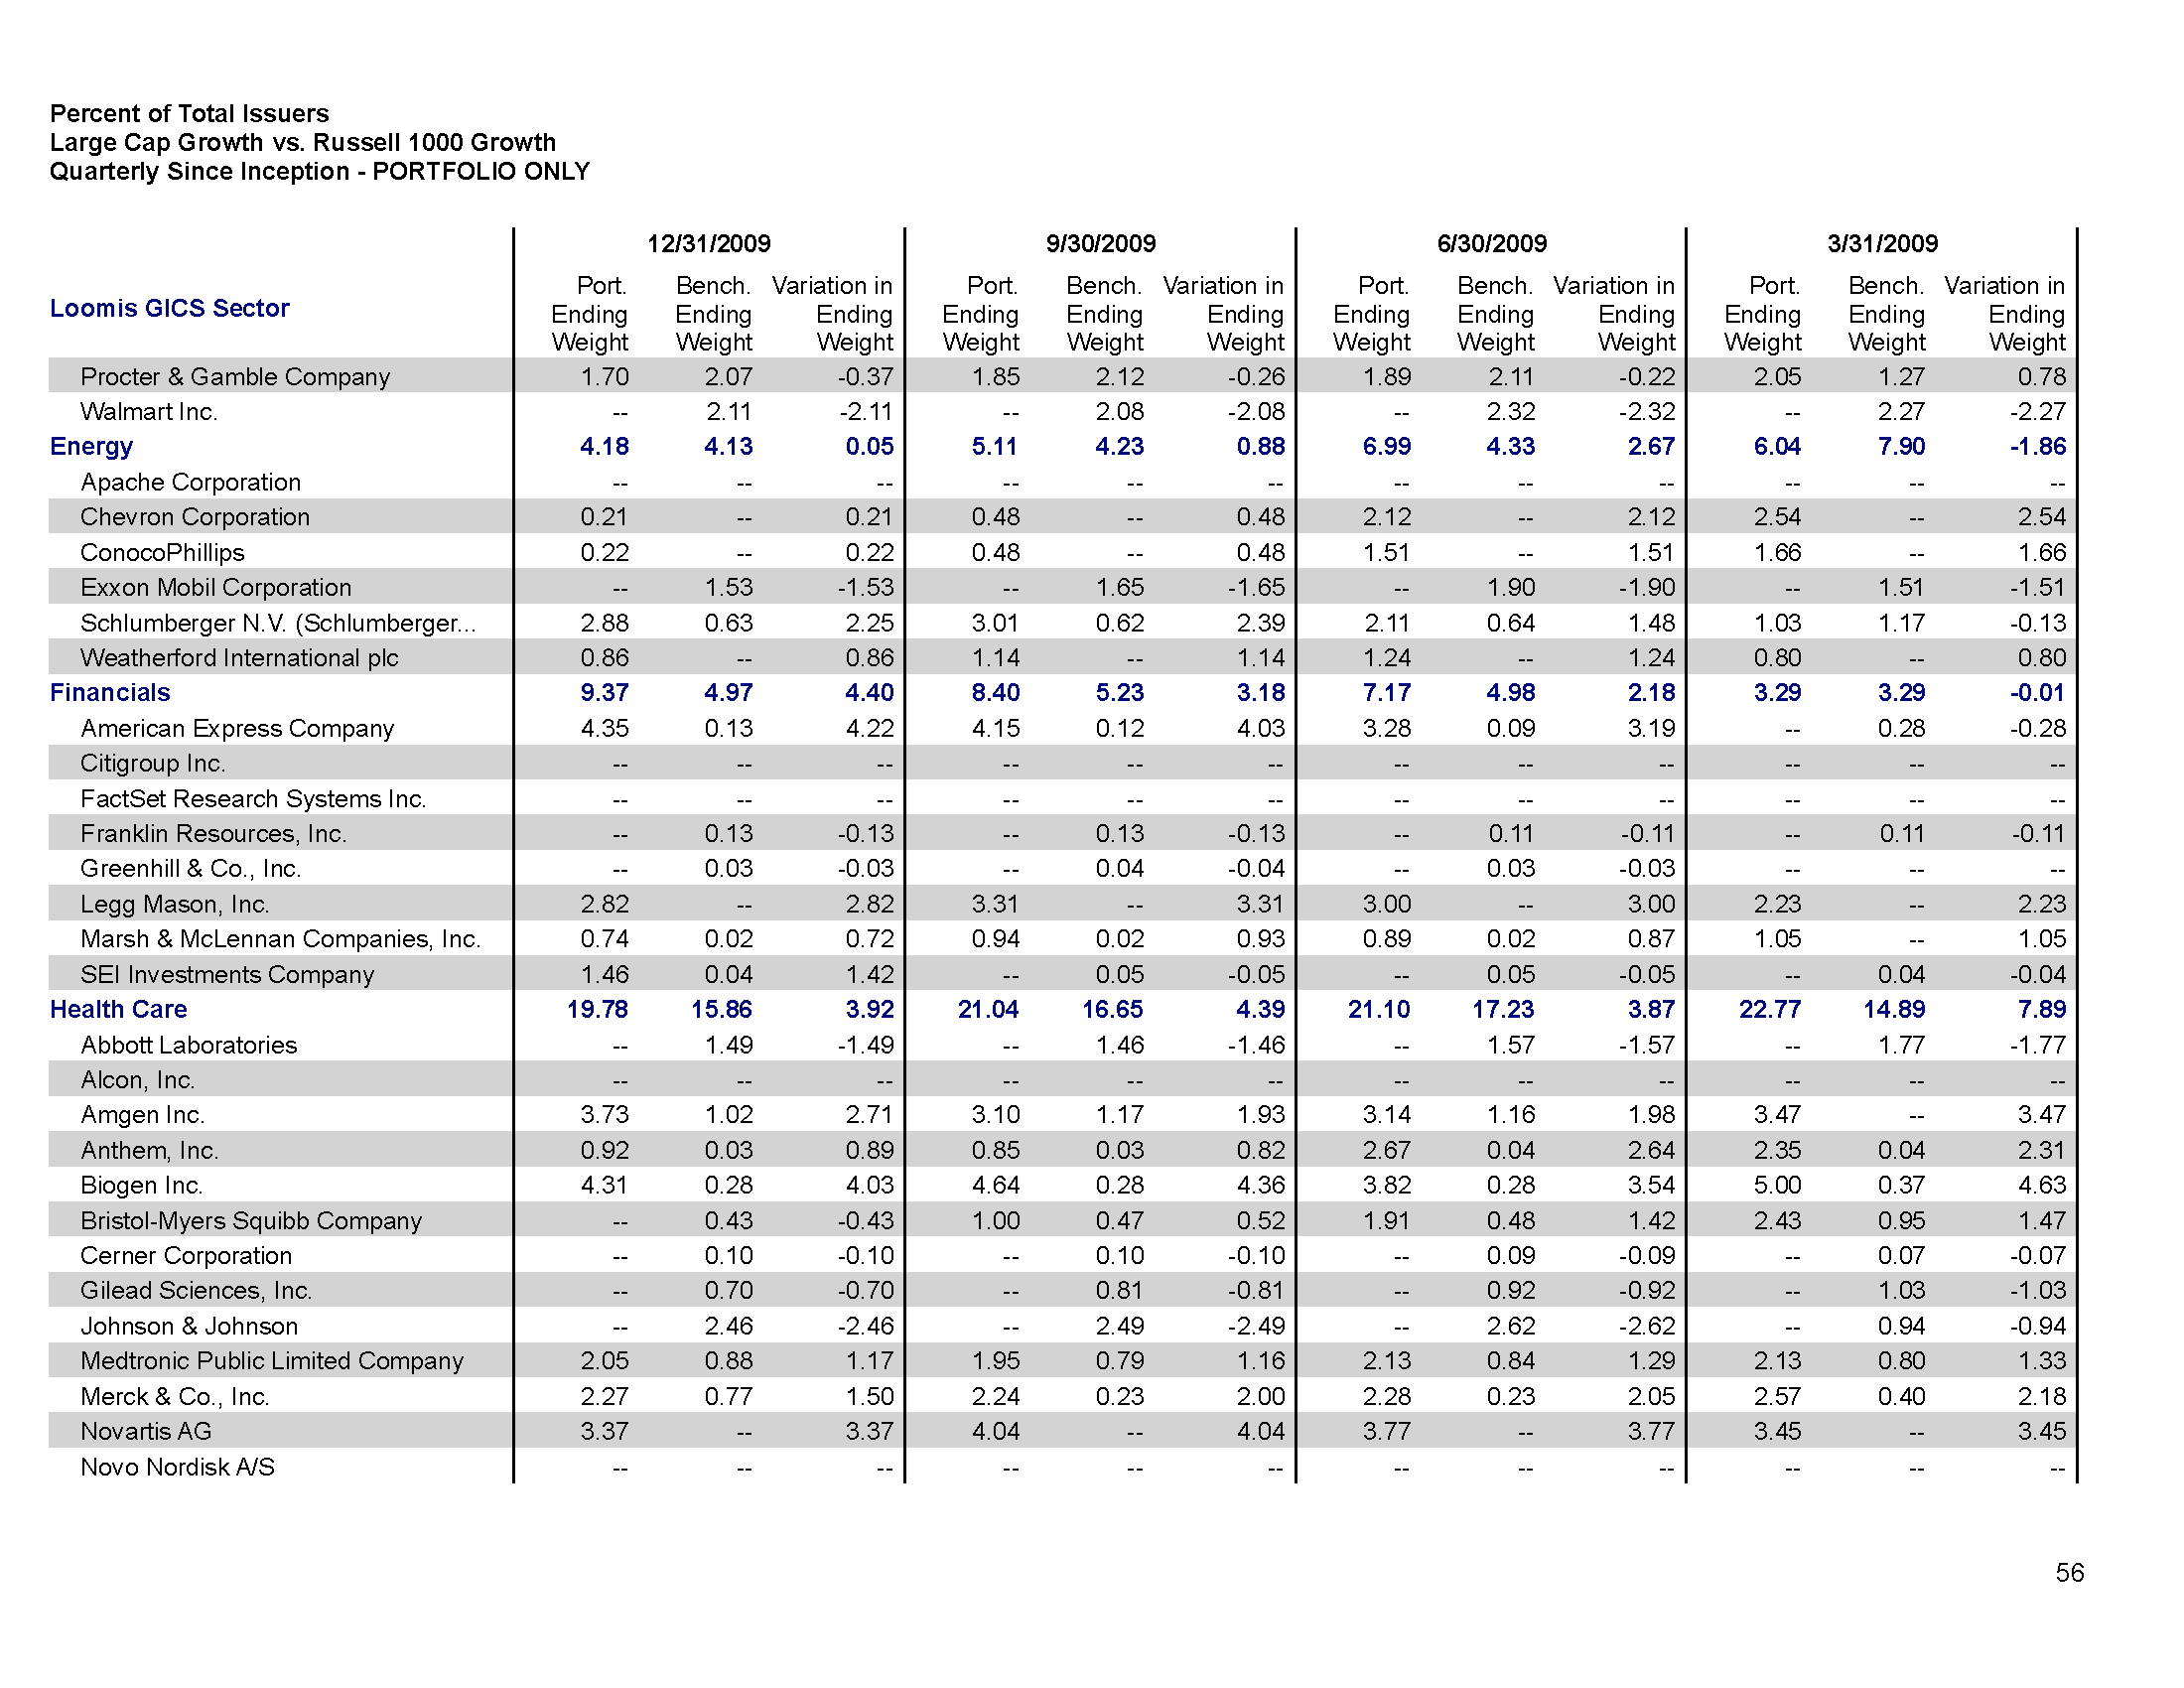 Percent of Total Issuers
Large Cap Growth vs. Russell 1000 Growth
Quarterly Since Inception - PORTFOLIO ONLY
12/31/2009 9/30/2009 6/30/2009 3/31/2009
Loomis GICS Sector
Port. Bench. Variation in Port. Bench. Variation in Port. Bench. Variation in Port. Bench. Variation in
Ending Ending Ending Ending Ending Ending Ending Ending Ending Ending Ending Ending
Weight Weight Weight Weight Weight Weight Weight Weight Weight Weight Weight Weight
Procter & Gamble Company 1.70 2.07 -0.37 1.85 2.12 -0.26 1.89 2.11 -0.22 2.05 1.27 0.78
Walmart Inc. -- 2.11 -2.11 -- 2.08 -2.08 -- 2.32 -2.32 -- 2.27 -2.27
Energy 4.18 4.13 0.05 5.11 4.23 0.88 6.99 4.33 2.67 6.04 7.90 -1.86
Apache Corporation -- -- -- -- -- -- -- -- -- -- -- --
Chevron Corporation 0.21 -- 0.21 0.48 -- 0.48 2.12 -- 2.12 2.54 -- 2.54
ConocoPhillips 0.22 -- 0.22 0.48 -- 0.48 1.51 -- 1.51 1.66 -- 1.66
Exxon Mobil Corporation -- 1.53 -1.53 -- 1.65 -1.65 -- 1.90 -1.90 -- 1.51 -1.51
Schlumberger N.V. (Schlumberger... 2.88 0.63 2.25 3.01 0.62 2.39 2.11 0.64 1.48 1.03 1.17 -0.13
Weatherford International plc 0.86 -- 0.86 1.14 -- 1.14 1.24 -- 1.24 0.80 -- 0.80
Financials 9.37 4.97 4.40 8.40 5.23 3.18 7.17 4.98 2.18 3.29 3.29 -0.01
American Express Company 4.35 0.13 4.22 4.15 0.12 4.03 3.28 0.09 3.19 -- 0.28 -0.28
Citigroup Inc. -- -- -- -- -- -- -- -- -- -- -- --
FactSet Research Systems Inc. -- -- -- -- -- -- -- -- -- -- -- --
Franklin Resources, Inc. -- 0.13 -0.13 -- 0.13 -0.13 -- 0.11 -0.11 -- 0.11 -0.11
Greenhill & Co., Inc. -- 0.03 -0.03 -- 0.04 -0.04 -- 0.03 -0.03 -- -- --
Legg Mason, Inc. 2.82 -- 2.82 3.31 -- 3.31 3.00 -- 3.00 2.23 -- 2.23
Marsh & McLennan Companies, Inc. 0.74 0.02 0.72 0.94 0.02 0.93 0.89 0.02 0.87 1.05 -- 1.05
SEI Investments Company 1.46 0.04 1.42 -- 0.05 -0.05 -- 0.05 -0.05 -- 0.04 -0.04
Health Care 19.78 15.86 3.92 21.04 16.65 4.39 21.10 17.23 3.87 22.77 14.89 7.89
Abbott Laboratories -- 1.49 -1.49 -- 1.46 -1.46 -- 1.57 -1.57 -- 1.77 -1.77
Alcon, Inc. -- -- -- -- -- -- -- -- -- -- -- --
Amgen Inc. 3.73 1.02 2.71 3.10 1.17 1.93 3.14 1.16 1.98 3.47 -- 3.47
Anthem, Inc. 0.92 0.03 0.89 0.85 0.03 0.82 2.67 0.04 2.64 2.35 0.04 2.31
Biogen Inc. 4.31 0.28 4.03 4.64 0.28 4.36 3.82 0.28 3.54 5.00 0.37 4.63
Bristol-Myers Squibb Company -- 0.43 -0.43 1.00 0.47 0.52 1.91 0.48 1.42 2.43 0.95 1.47
Cerner Corporation -- 0.10 -0.10 -- 0.10 -0.10 -- 0.09 -0.09 -- 0.07 -0.07
Gilead Sciences, Inc. -- 0.70 -0.70 -- 0.81 -0.81 -- 0.92 -0.92 -- 1.03 -1.03
Johnson & Johnson -- 2.46 -2.46 -- 2.49 -2.49 -- 2.62 -2.62 -- 0.94 -0.94
Medtronic Public Limited Company 2.05 0.88 1.17 1.95 0.79 1.16 2.13 0.84 1.29 2.13 0.80 1.33
Merck & Co., Inc. 2.27 0.77 1.50 2.24 0.23 2.00 2.28 0.23 2.05 2.57 0.40 2.18
Novartis AG 3.37 -- 3.37 4.04 -- 4.04 3.77 -- 3.77 3.45 -- 3.45
Novo Nordisk A/S -- -- -- -- -- -- -- -- -- -- -- --
56